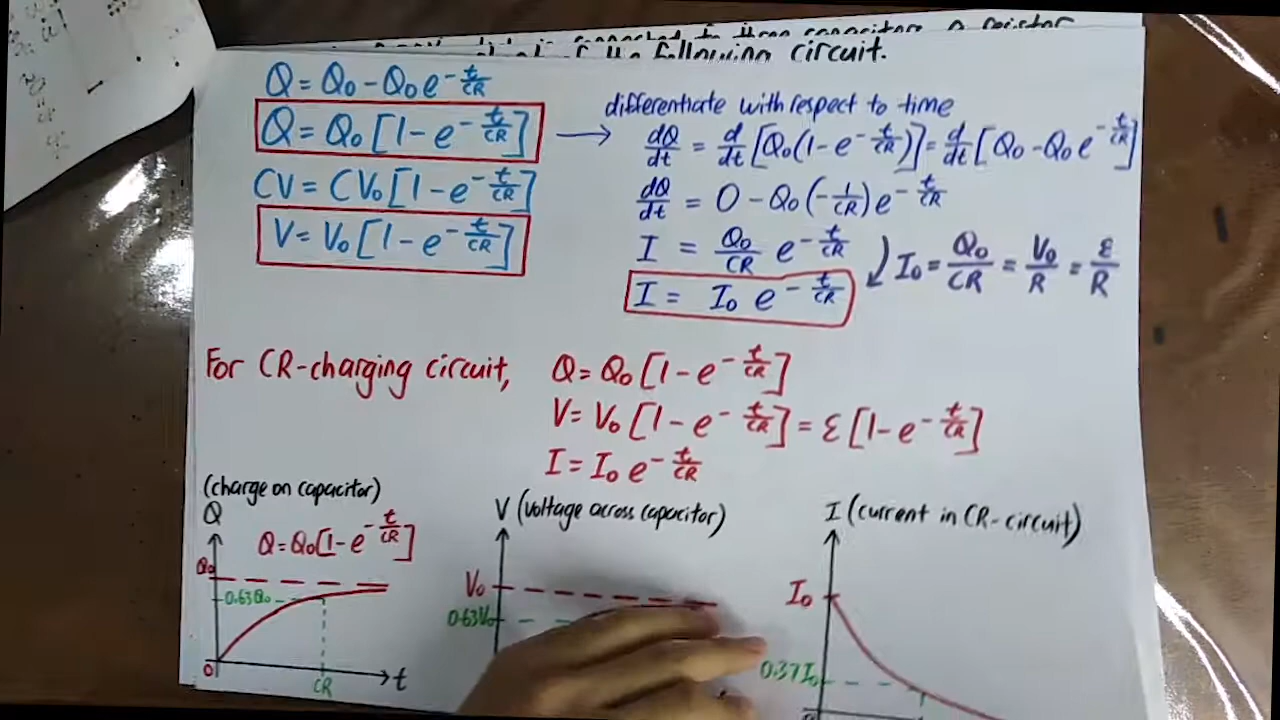 the following circuit.
Q = Q₀ - Q₀e^(-t/CR)
Q = Q₀[1 - e^(-t/CR)]
CV = CV₀[1 - e^(-t/CR)]
V = V₀[1 - e^(-t/CR)]
differentiate with respect to time
dQ/dt = d/dt[Q₀(1 - e^(-t/CR))] = d/dt[Q₀ - Q₀e^(-t/CR)]
dQ/dt = 0 - Q₀(-1/CR)e^(-t/CR)
I = Q₀/CR e^(-t/CR)
I₀ = Q₀/CR = V₀/R = ε/R
I = I₀ e^(-t/CR)
For CR-charging circuit,
Q = Q₀[1 - e^(-t/CR)]
V = V₀[1 - e^(-t/CR)] = ε[1 - e^(-t/CR)]
I = I₀ e^(-t/CR)
(charge on capacitor)
Q
Q = Q₀[1 - e^(-t/CR)]
Q₀
0.63Q₀
0
CR
t
V (voltage across capacitor)
V₀
0.63V₀
I (current in CR-circuit)
I₀
0.37I₀